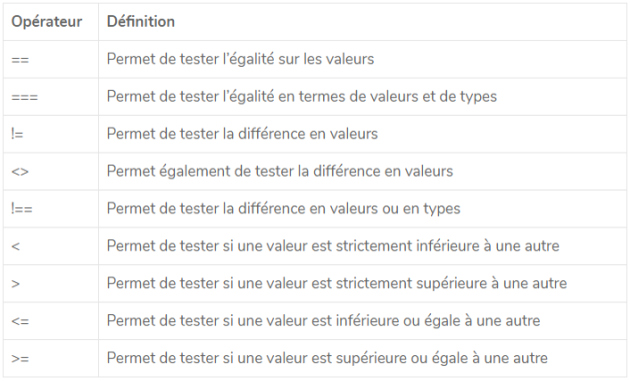 Opérateur Définition
== Permet de tester l’égalité sur les valeurs
=== Permet de tester l’égalité en termes de valeurs et de types
!= Permet de tester la différence en valeurs
<> Permet également de tester la différence en valeurs
!== Permet de tester la différence en valeurs ou en types
< Permet de tester si une valeur est strictement inférieure à une autre
> Permet de tester si une valeur est strictement supérieure à une autre
<= Permet de tester si une valeur est inférieure ou égale à une autre
>= Permet de tester si une valeur est supérieure ou égale à une autre